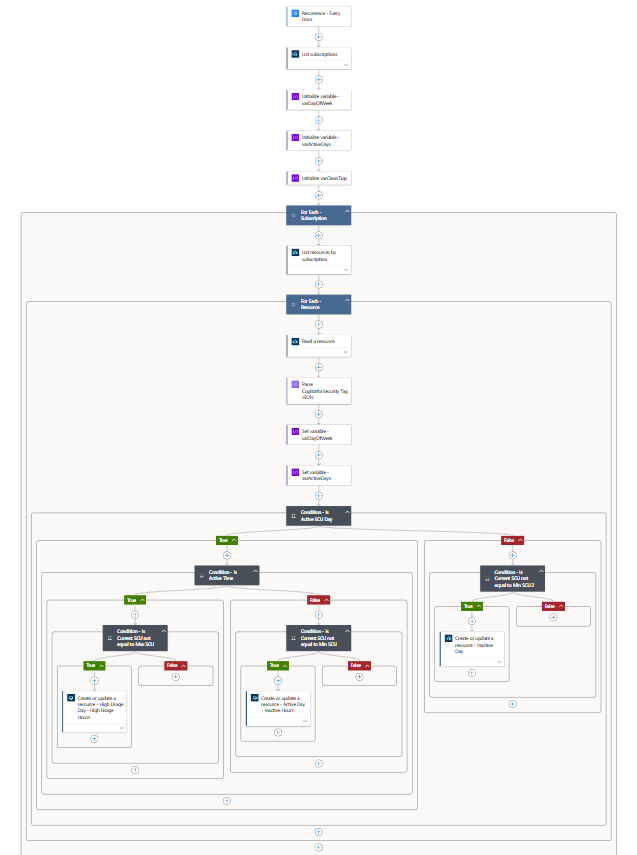 Recurrence - Every
Hour
List subscriptions
Initialize variable -
varDayOfWeek
Initialize variable -
varActiveDays
Initialize varCleanTags
For Each -
Subscription
List resources by
subscription
For Each -
Resource
Read a resource
Parse
CopilotforSecurity Tag
JSON
Set variable -
varDayOfWeek
Set variable -
varActiveDays
Condition - Is
Active SCU Day
True
False
Condition - Is
Active Time
Condition - Is
Current SCU not
equal to Min SCU 2
True
False
True
False
Condition - Is
Current SCU not
equal to Max SCU
Condition - Is
Current SCU not
equal to Min SCU
Create or update a
resource - Inactive
Day
True
False
True
False
Create or update a
resource - High Usage
Day - High Usage
Hours
Create or update a
resource - Active Day
- Inactive Hours